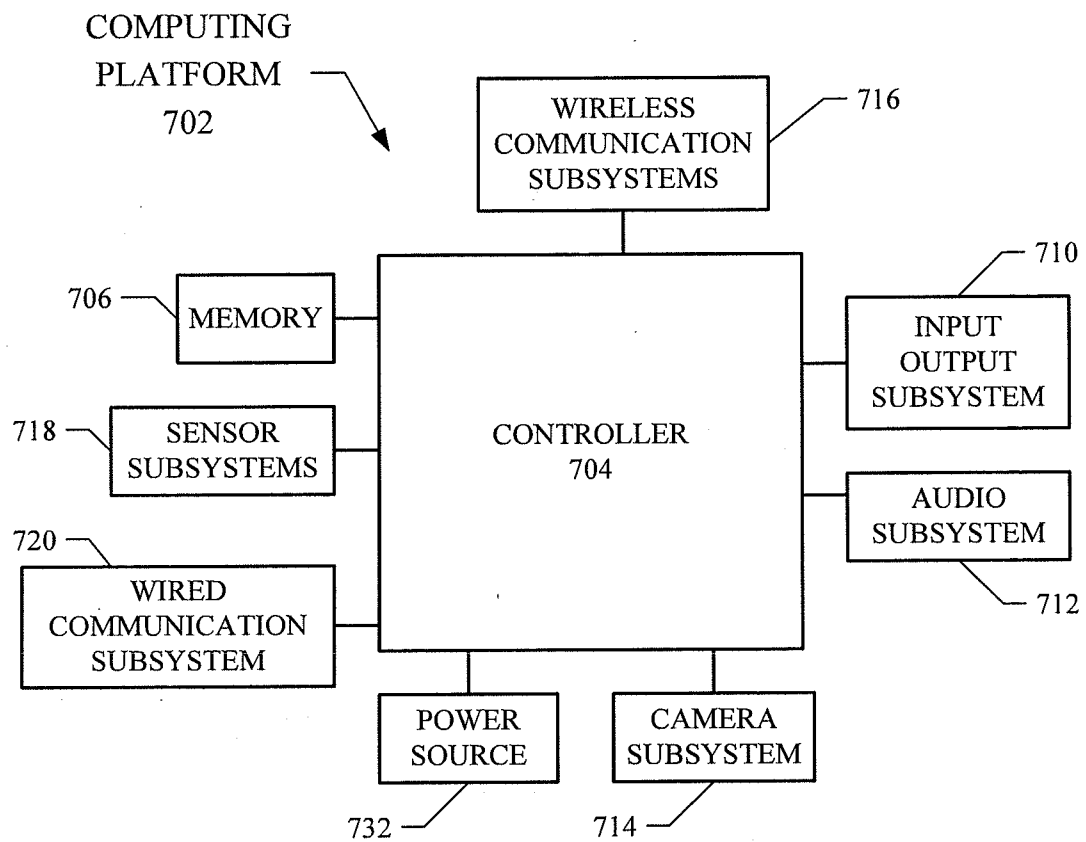 COMPUTING
PLATFORM
702
WIRELESS
COMMUNICATION
SUBSYSTEMS
716
706
MEMORY
710
INPUT
OUTPUT
SUBSYSTEM
718
SENSOR
SUBSYSTEMS
CONTROLLER
704
AUDIO
SUBSYSTEM
712
720
WIRED
COMMUNICATION
SUBSYSTEM
POWER
SOURCE
732
CAMERA
SUBSYSTEM
714